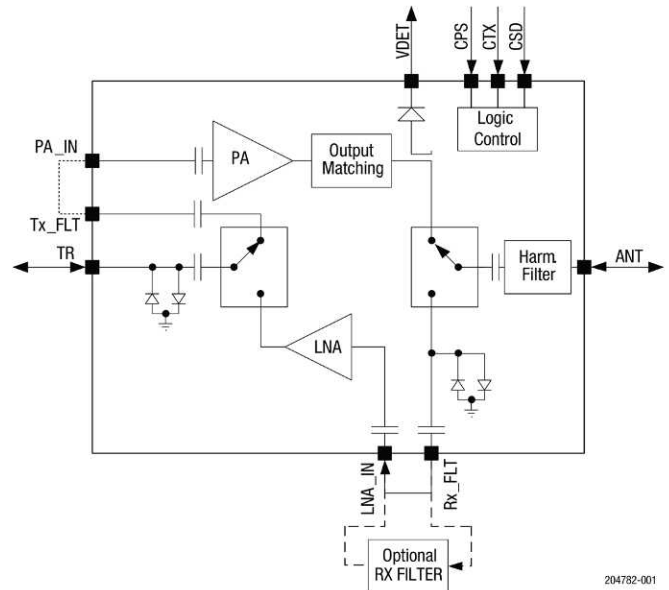 VDET
CPS
CTX
CSD
Logic
Control
PA_IN
PA
Output
Matching
Tx_FLT
TR
Harm.
Filter
ANT
LNA
LNA_IN
Rx_FLT
Optional
RX FILTER
204782-001